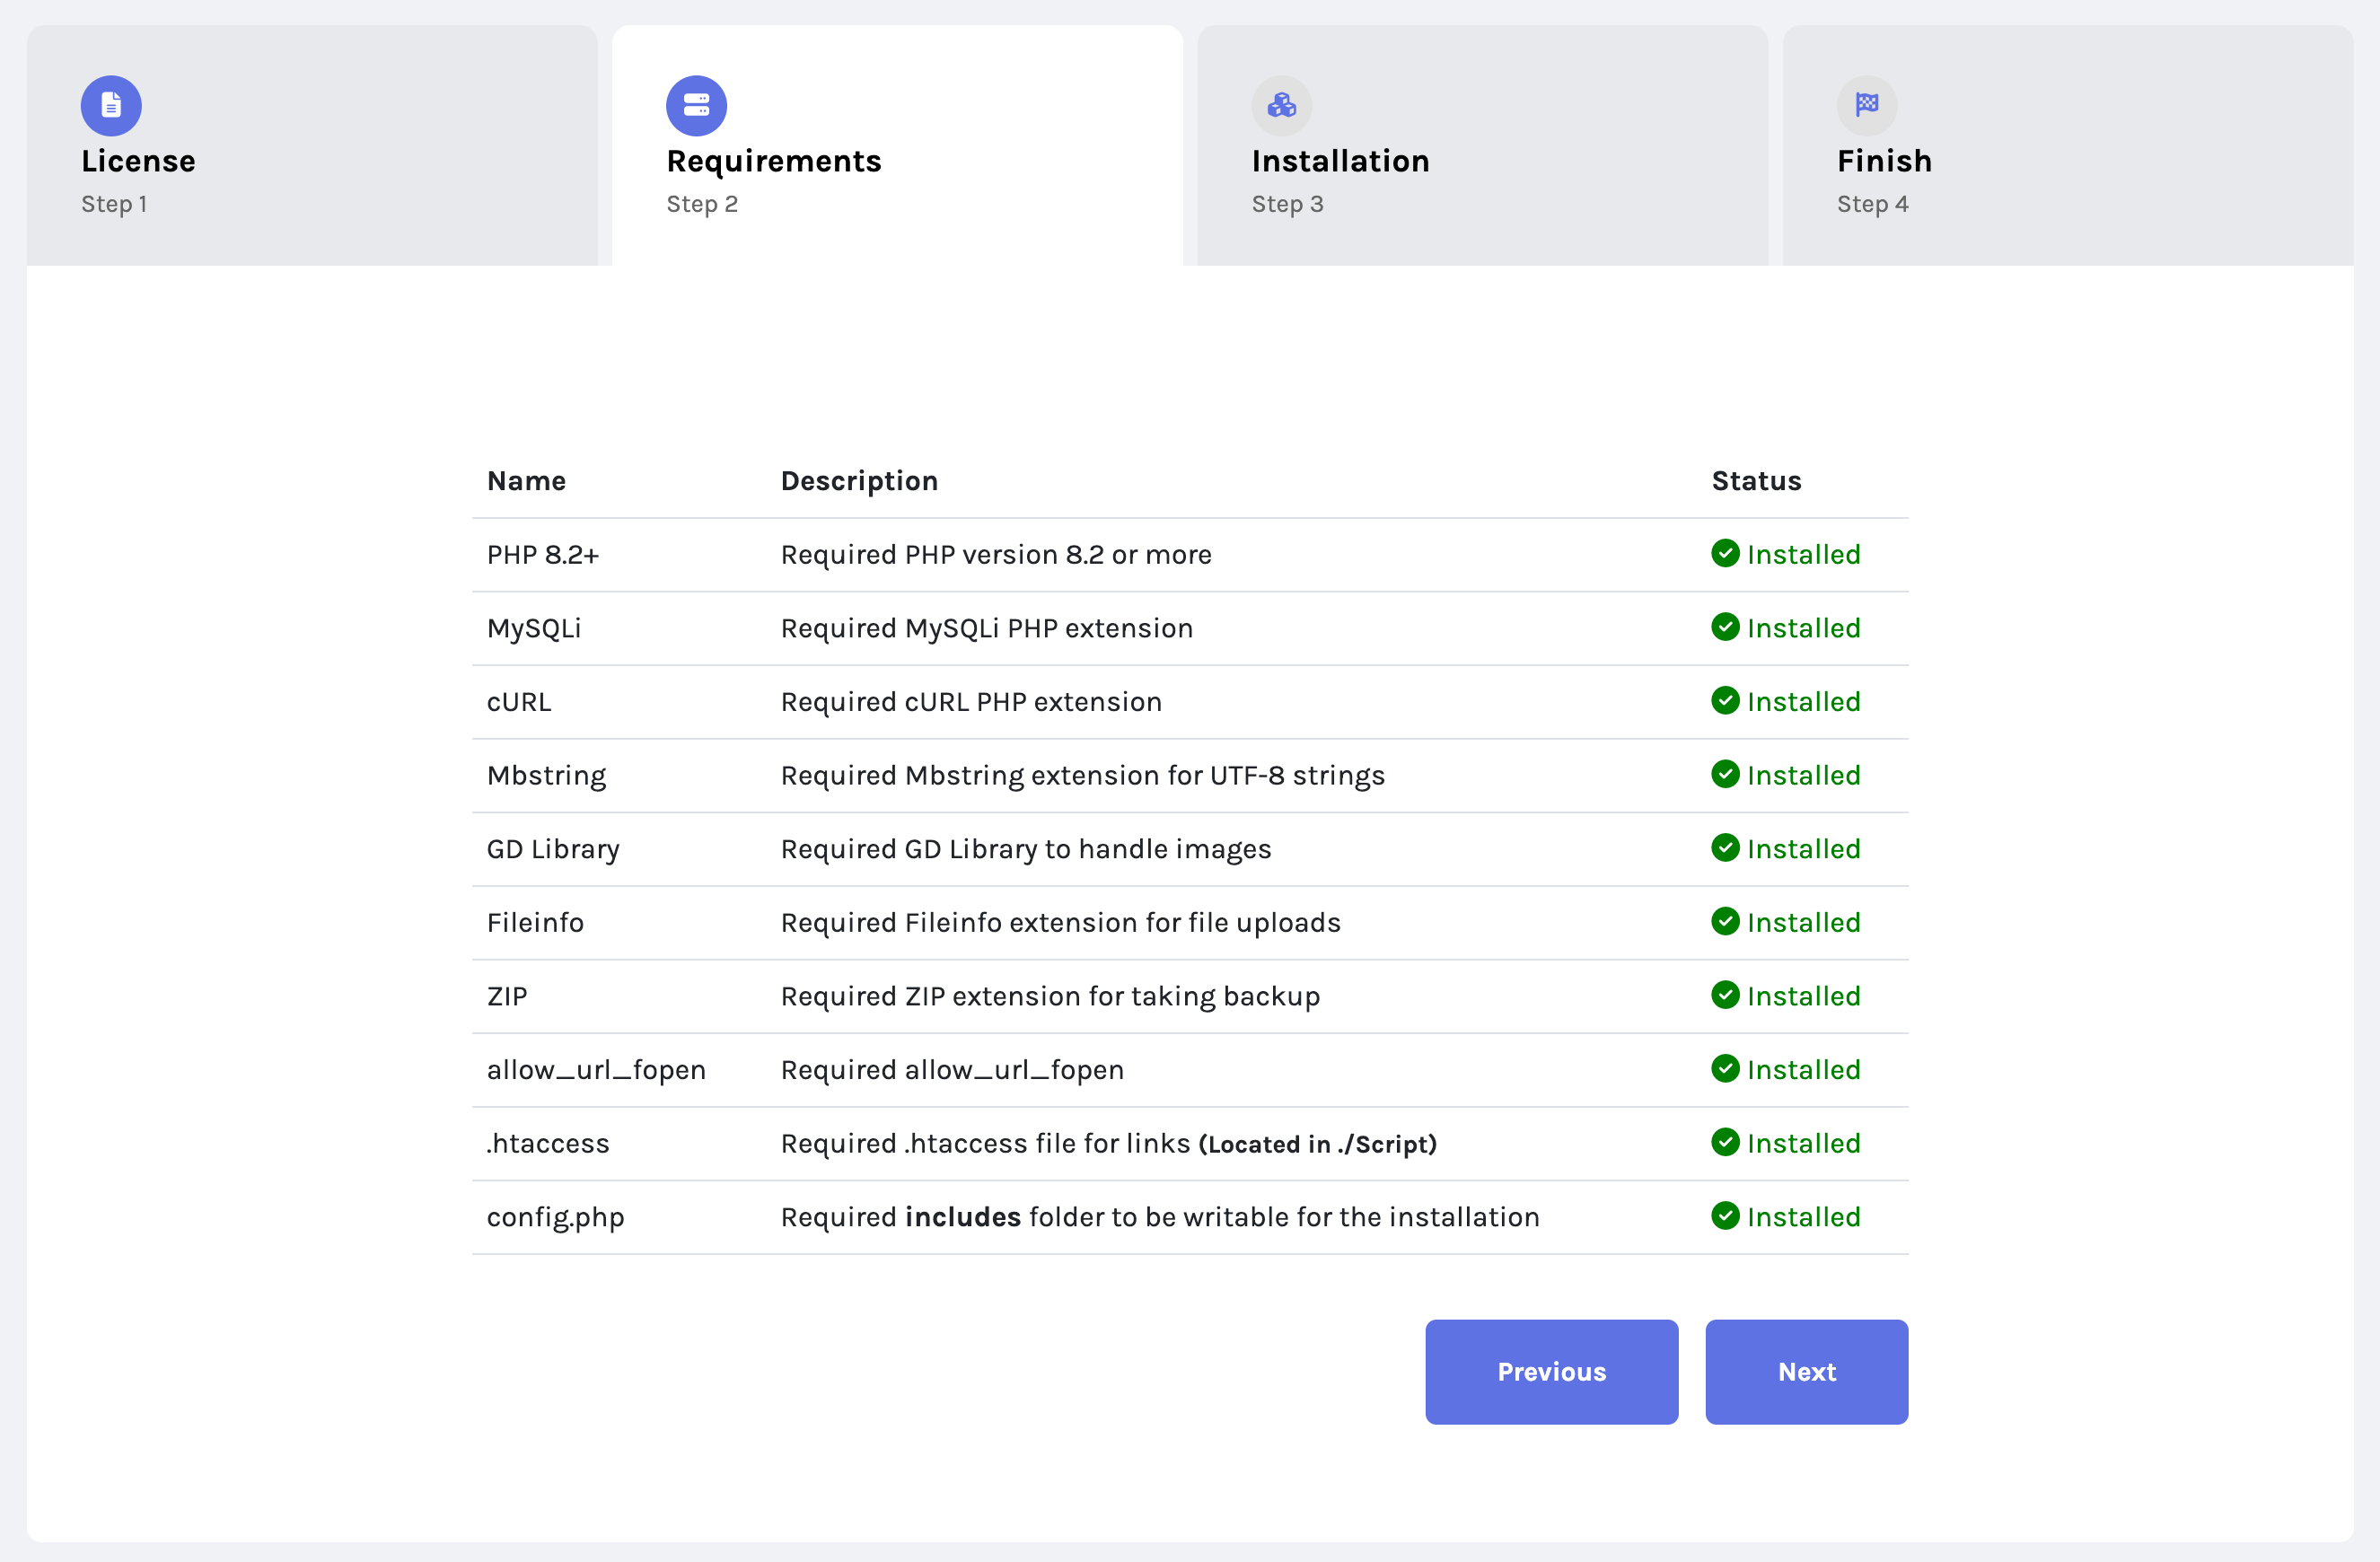 License
Step 1
Requirements
Step 2
Installation
Step 3
Finish
Step 4
Name Description Status
PHP 8.2+ Required PHP version 8.2 or more Installed
MySQLi Required MySQLi PHP extension Installed
cURL Required cURL PHP extension Installed
Mbstring Required Mbstring extension for UTF-8 strings Installed
GD Library Required GD Library to handle images Installed
Fileinfo Required Fileinfo extension for file uploads Installed
ZIP Required ZIP extension for taking backup Installed
allow_url_fopen Required allow_url_fopen Installed
.htaccess Required .htaccess file for links (Located in ./Script) Installed
config.php Required includes folder to be writable for the installation Installed
Previous Next